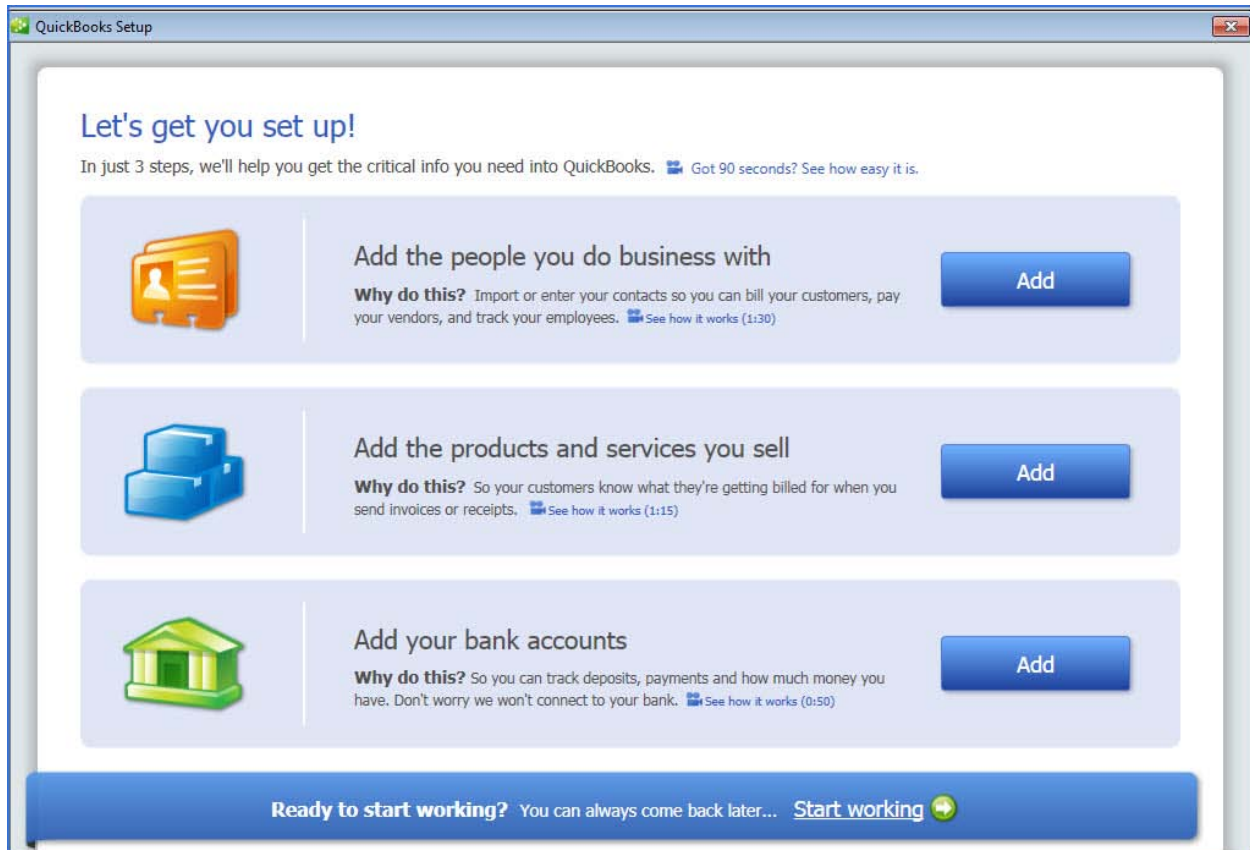 QuickBooks Setup
Let's get you set up!
In just 3 steps, we'll help you get the critical info you need into QuickBooks. Got 90 seconds? See how easy it is.
Add the people you do business with
Why do this? Import or enter your contacts so you can bill your customers, pay
your vendors, and track your employees. See how it works (1:30)
Add
Add the products and services you sell
Why do this? So your customers know what they're getting billed for when you
send invoices or receipts. See how it works (1:15)
Add
Add your bank accounts
Why do this? So you can track deposits, payments and how much money you
have. Don't worry we won't connect to your bank. See how it works (0:50)
Add
Ready to start working? You can always come back later... Start working